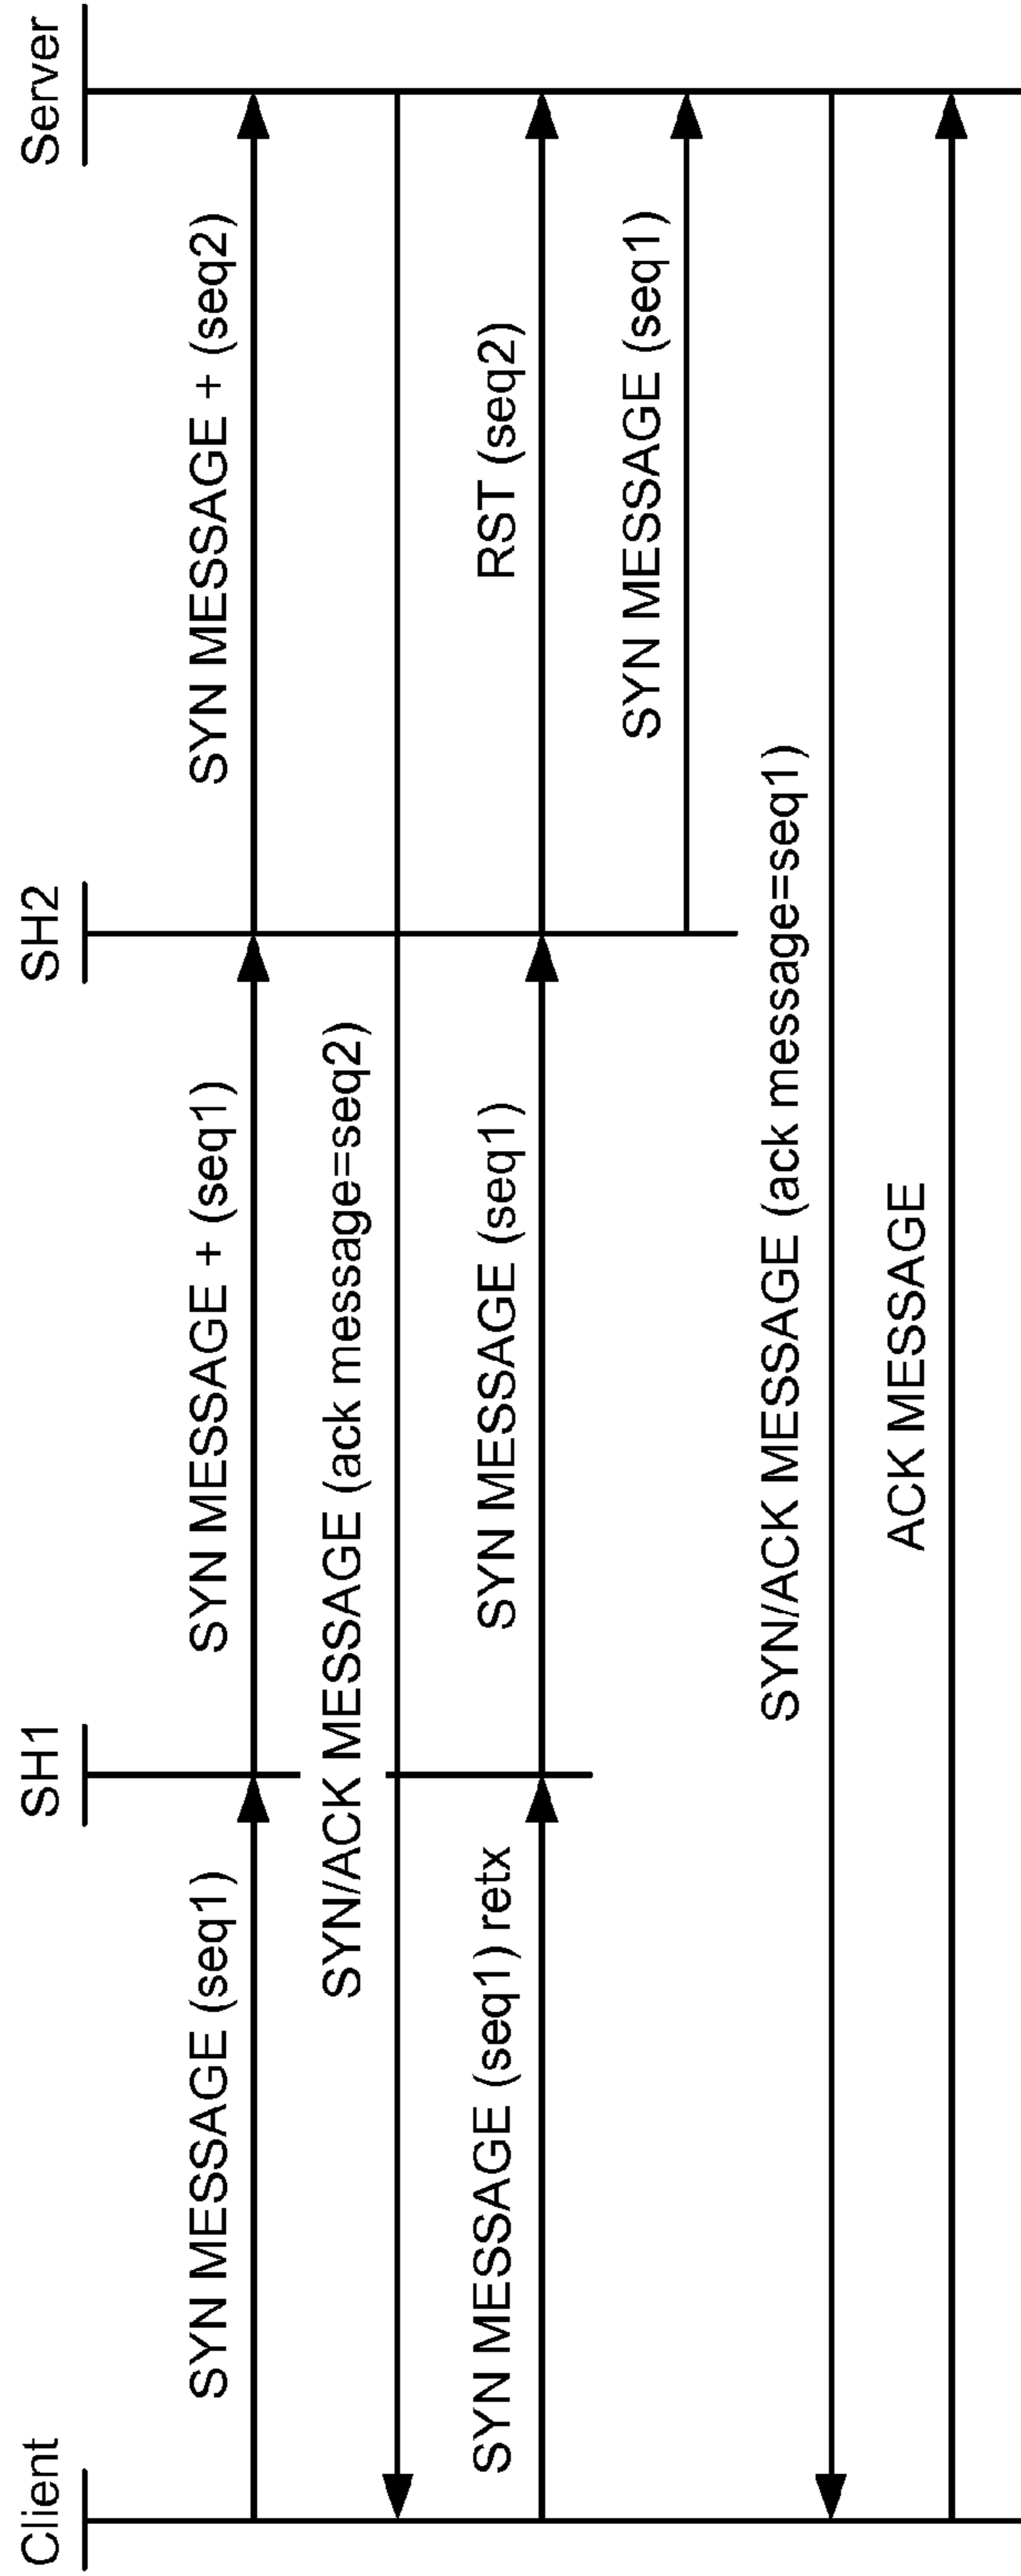 Client
SH1
SH2
Server
SYN MESSAGE (seq1)
SYN MESSAGE + (seq1)
SYN MESSAGE + (seq2)
SYN/ACK MESSAGE (ack message=seq2)
SYN MESSAGE (seq1) retx
SYN MESSAGE (seq1)
RST (seq2)
SYN MESSAGE (seq1)
SYN/ACK MESSAGE (ack message=seq1)
ACK MESSAGE